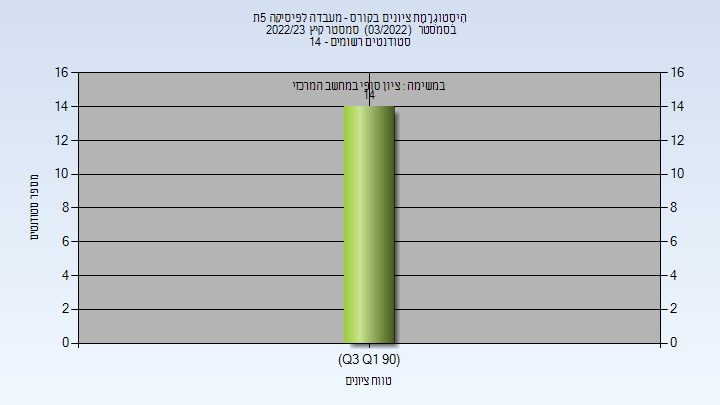 היסטוגרמת ציונים בקורס - מעבדה לפיסיקה 5ת
בסמסטר (03/2022) סמסטר קיץ 2022/23
סטודנטים רשומים - 14
במשימה : ציון סופי במחשב המרכזי
14
16 16
14 14
12 12
10 10
8 8
6 6
4 4
2 2
0 0
מספר סטודנטים
(Q3 Q1 90)
טווח ציונים